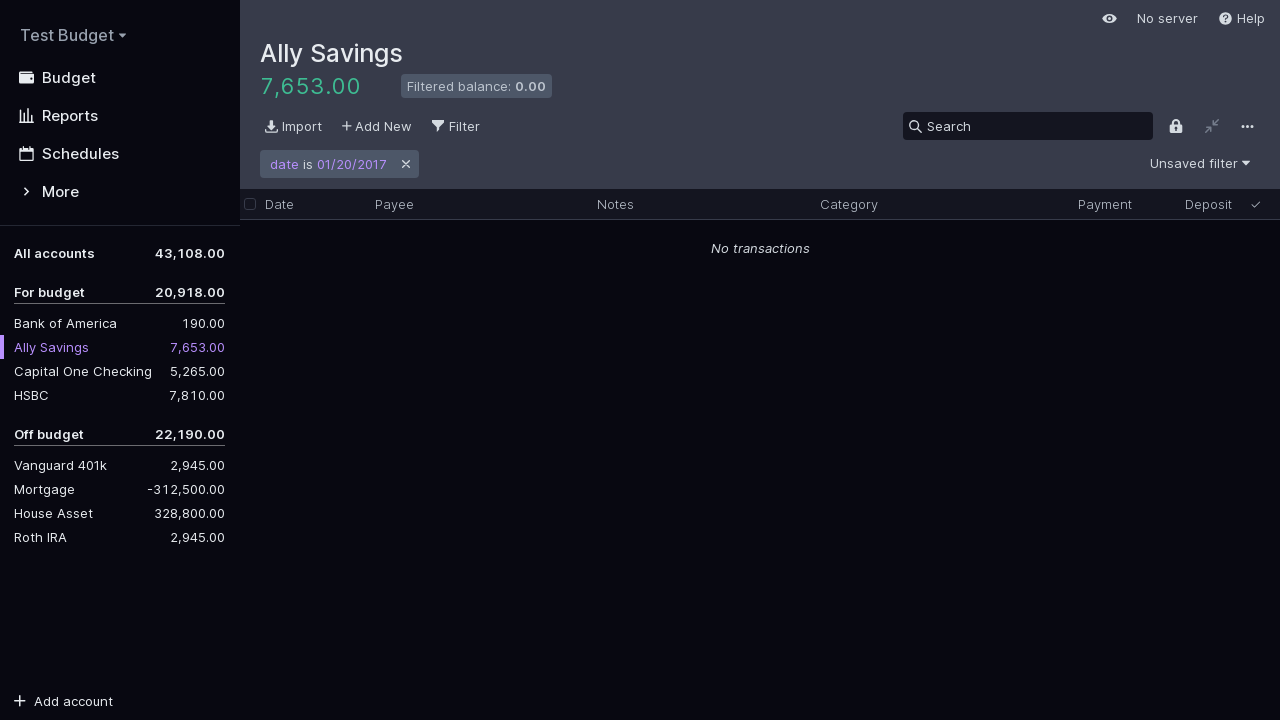 Test Budget
Budget
Reports
Schedules
More
All accounts 43,108.00
For budget 20,918.00
Bank of America 190.00
Ally Savings 7,653.00
Capital One Checking 5,265.00
HSBC 7,810.00
Off budget 22,190.00
Vanguard 401k 2,945.00
Mortgage -312,500.00
House Asset 328,800.00
Roth IRA 2,945.00
Add account
No server Help
Ally Savings
7,653.00 Filtered balance: 0.00
Import Add New Filter Search
date is 01/20/2017 Unsaved filter
Date Payee Notes Category Payment Deposit
No transactions